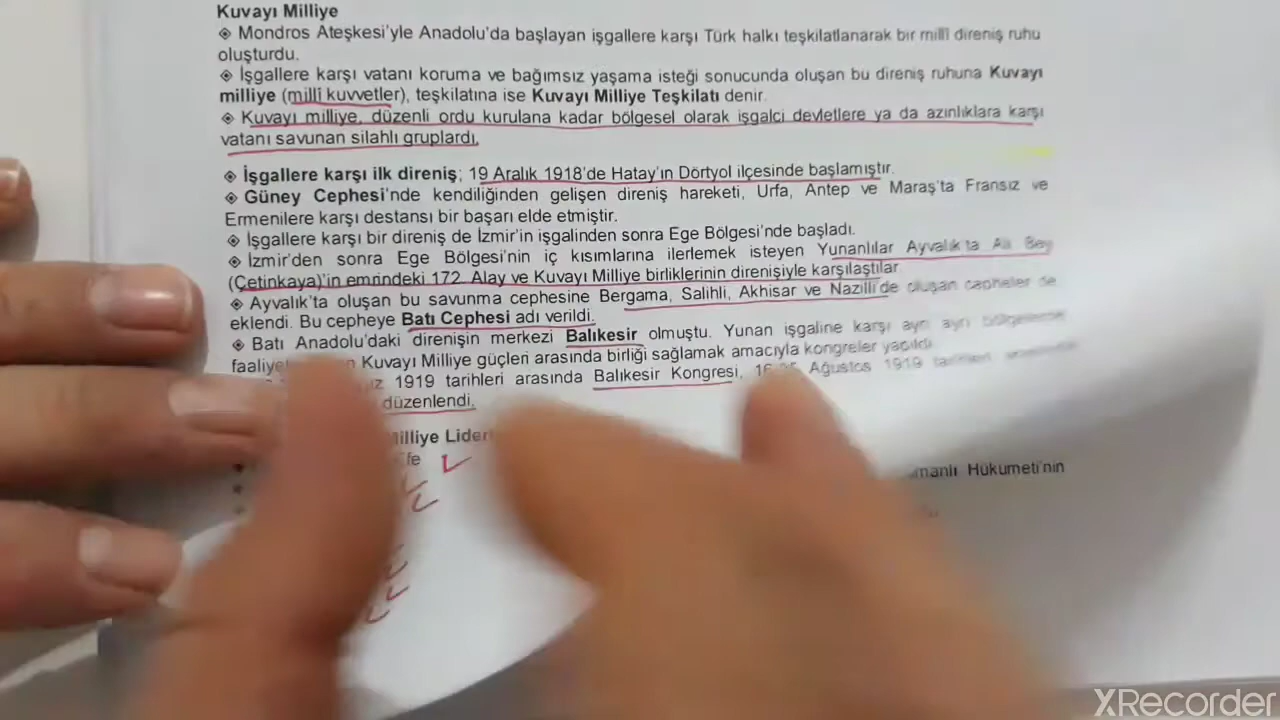 Kuvayı Milliye
◈ Mondros Ateşkesi'yle Anadolu'da başlayan işgallere karşı Türk halkı teşkilatlanarak bir millî direniş ruhu
oluşturdu.
◈ İşgallere karşı vatanı koruma ve bağımsız yaşama isteği sonucunda oluşan bu direniş ruhuna Kuvayı
milliye (millî kuvvetler), teşkilatına ise Kuvayı Milliye Teşkilatı denir.
◈ Kuvayı milliye, düzenli ordu kurulana kadar bölgesel olarak işgalci devletlere ya da azınlıklara karşı
vatanı savunan silahlı gruplardı.
◈ İşgallere karşı ilk direniş; 19 Aralık 1918'de Hatay'ın Dörtyol ilçesinde başlamıştır.
◈ Güney Cephesi'nde kendiliğinden gelişen direniş hareketi, Urfa, Antep ve Maraş'ta Fransız ve
Ermenilere karşı destansı bir başarı elde etmiştir.
◈ İşgallere karşı bir direniş de İzmir'in işgalinden sonra Ege Bölgesi'nde başladı.
◈ İzmir'den sonra Ege Bölgesi'nin iç kısımlarına ilerlemek isteyen Yunanlılar Ayvalık'ta Ali Bey
(Çetinkaya)'in emrindeki 172. Alay ve Kuvayı Milliye birliklerinin direnişiyle karşılaştılar.
◈ Ayvalık'ta oluşan bu savunma cephesine Bergama, Salihli, Akhisar ve Nazilli'de oluşan cepheler de
eklendi. Bu cepheye Batı Cephesi adı verildi.
◈ Batı Anadolu'daki direnişin merkezi Balıkesir olmuştu. Yunan işgaline karşı ayrı ayrı bölgelerde
Kuvayı Milliye güçleri arasında birliği sağlamak amacıyla kongreler yapıldı.
1919 tarihleri arasında Balıkesir Kongresi, Ağustos 1919 tarihleri arasında
düzenlendi.
XRecorder